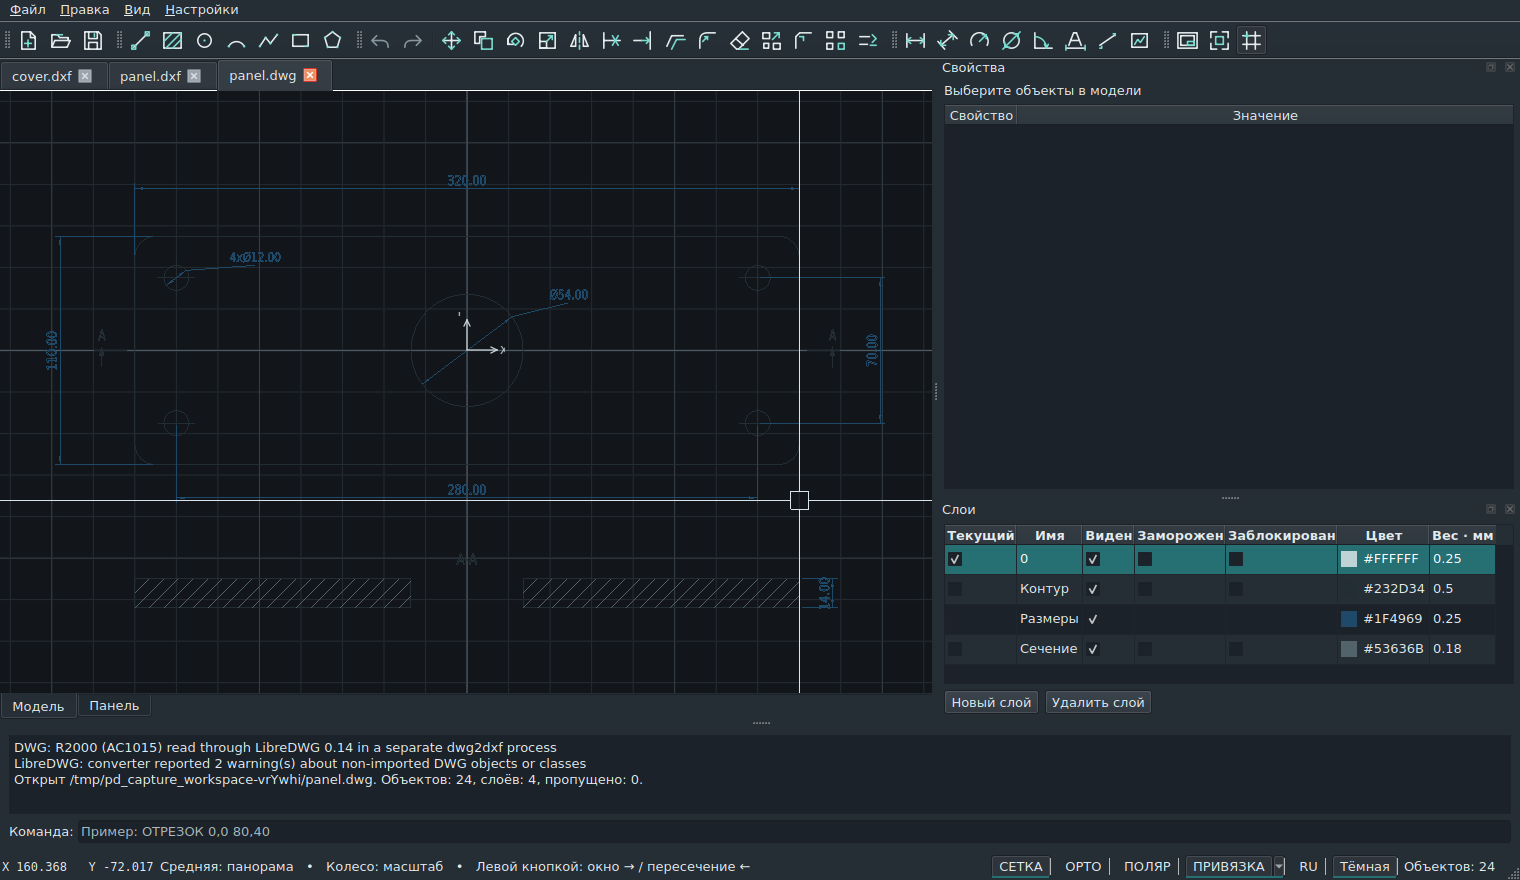 Файл Правка Вид Настройки
cover.dxf panel.dxf panel.dwg
Свойства
Выберите объекты в модели
Свойство Значение
320.00
4xØ12.00
Ø54.00
110.00
A
A
70.00
X
280.00
A-A
14.00
Слои
Текущий Имя Виден Заморожен Заблокирован Цвет Вес · мм
0 #FFFFFF 0.25
Контур #232D34 0.5
Размеры #1F4969 0.25
Сечение #53636B 0.18
Новый слой Удалить слой
Модель Панель
DWG: R2000 (AC1015) read through LibreDWG 0.14 in a separate dwg2dxf process
LibreDWG: converter reported 2 warning(s) about non-imported DWG objects or classes
Открыт /tmp/pd_capture_workspace-vrYwhi/panel.dwg. Объектов: 24, слоёв: 4, пропущено: 0.
Команда: Пример: ОТРЕЗОК 0,0 80,40
X 160.368 Y -72.017 Средняя: панорама • Колесо: масштаб • Левой кнопкой: окно → / пересечение ← СЕТКА ОРТО ПОЛЯР ПРИВЯЗКА RU Тёмная Объектов: 24